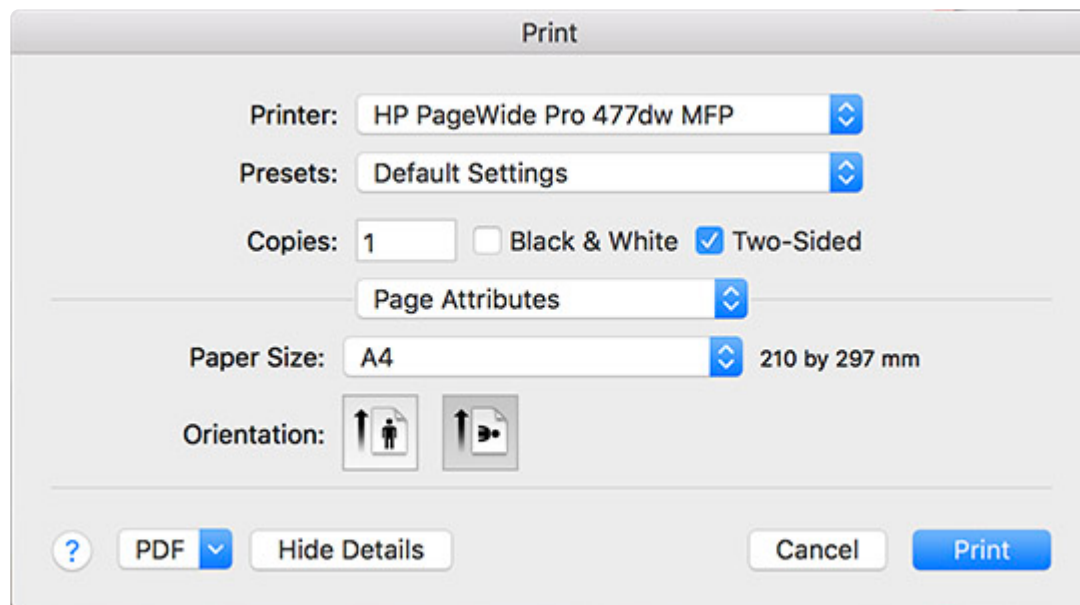 Print
Printer: HP PageWide Pro 477dw MFP
Presets: Default Settings
Copies: 1 Black & White Two-Sided
Page Attributes
Paper Size: A4 210 by 297 mm
Orientation:
? PDF Hide Details Cancel Print